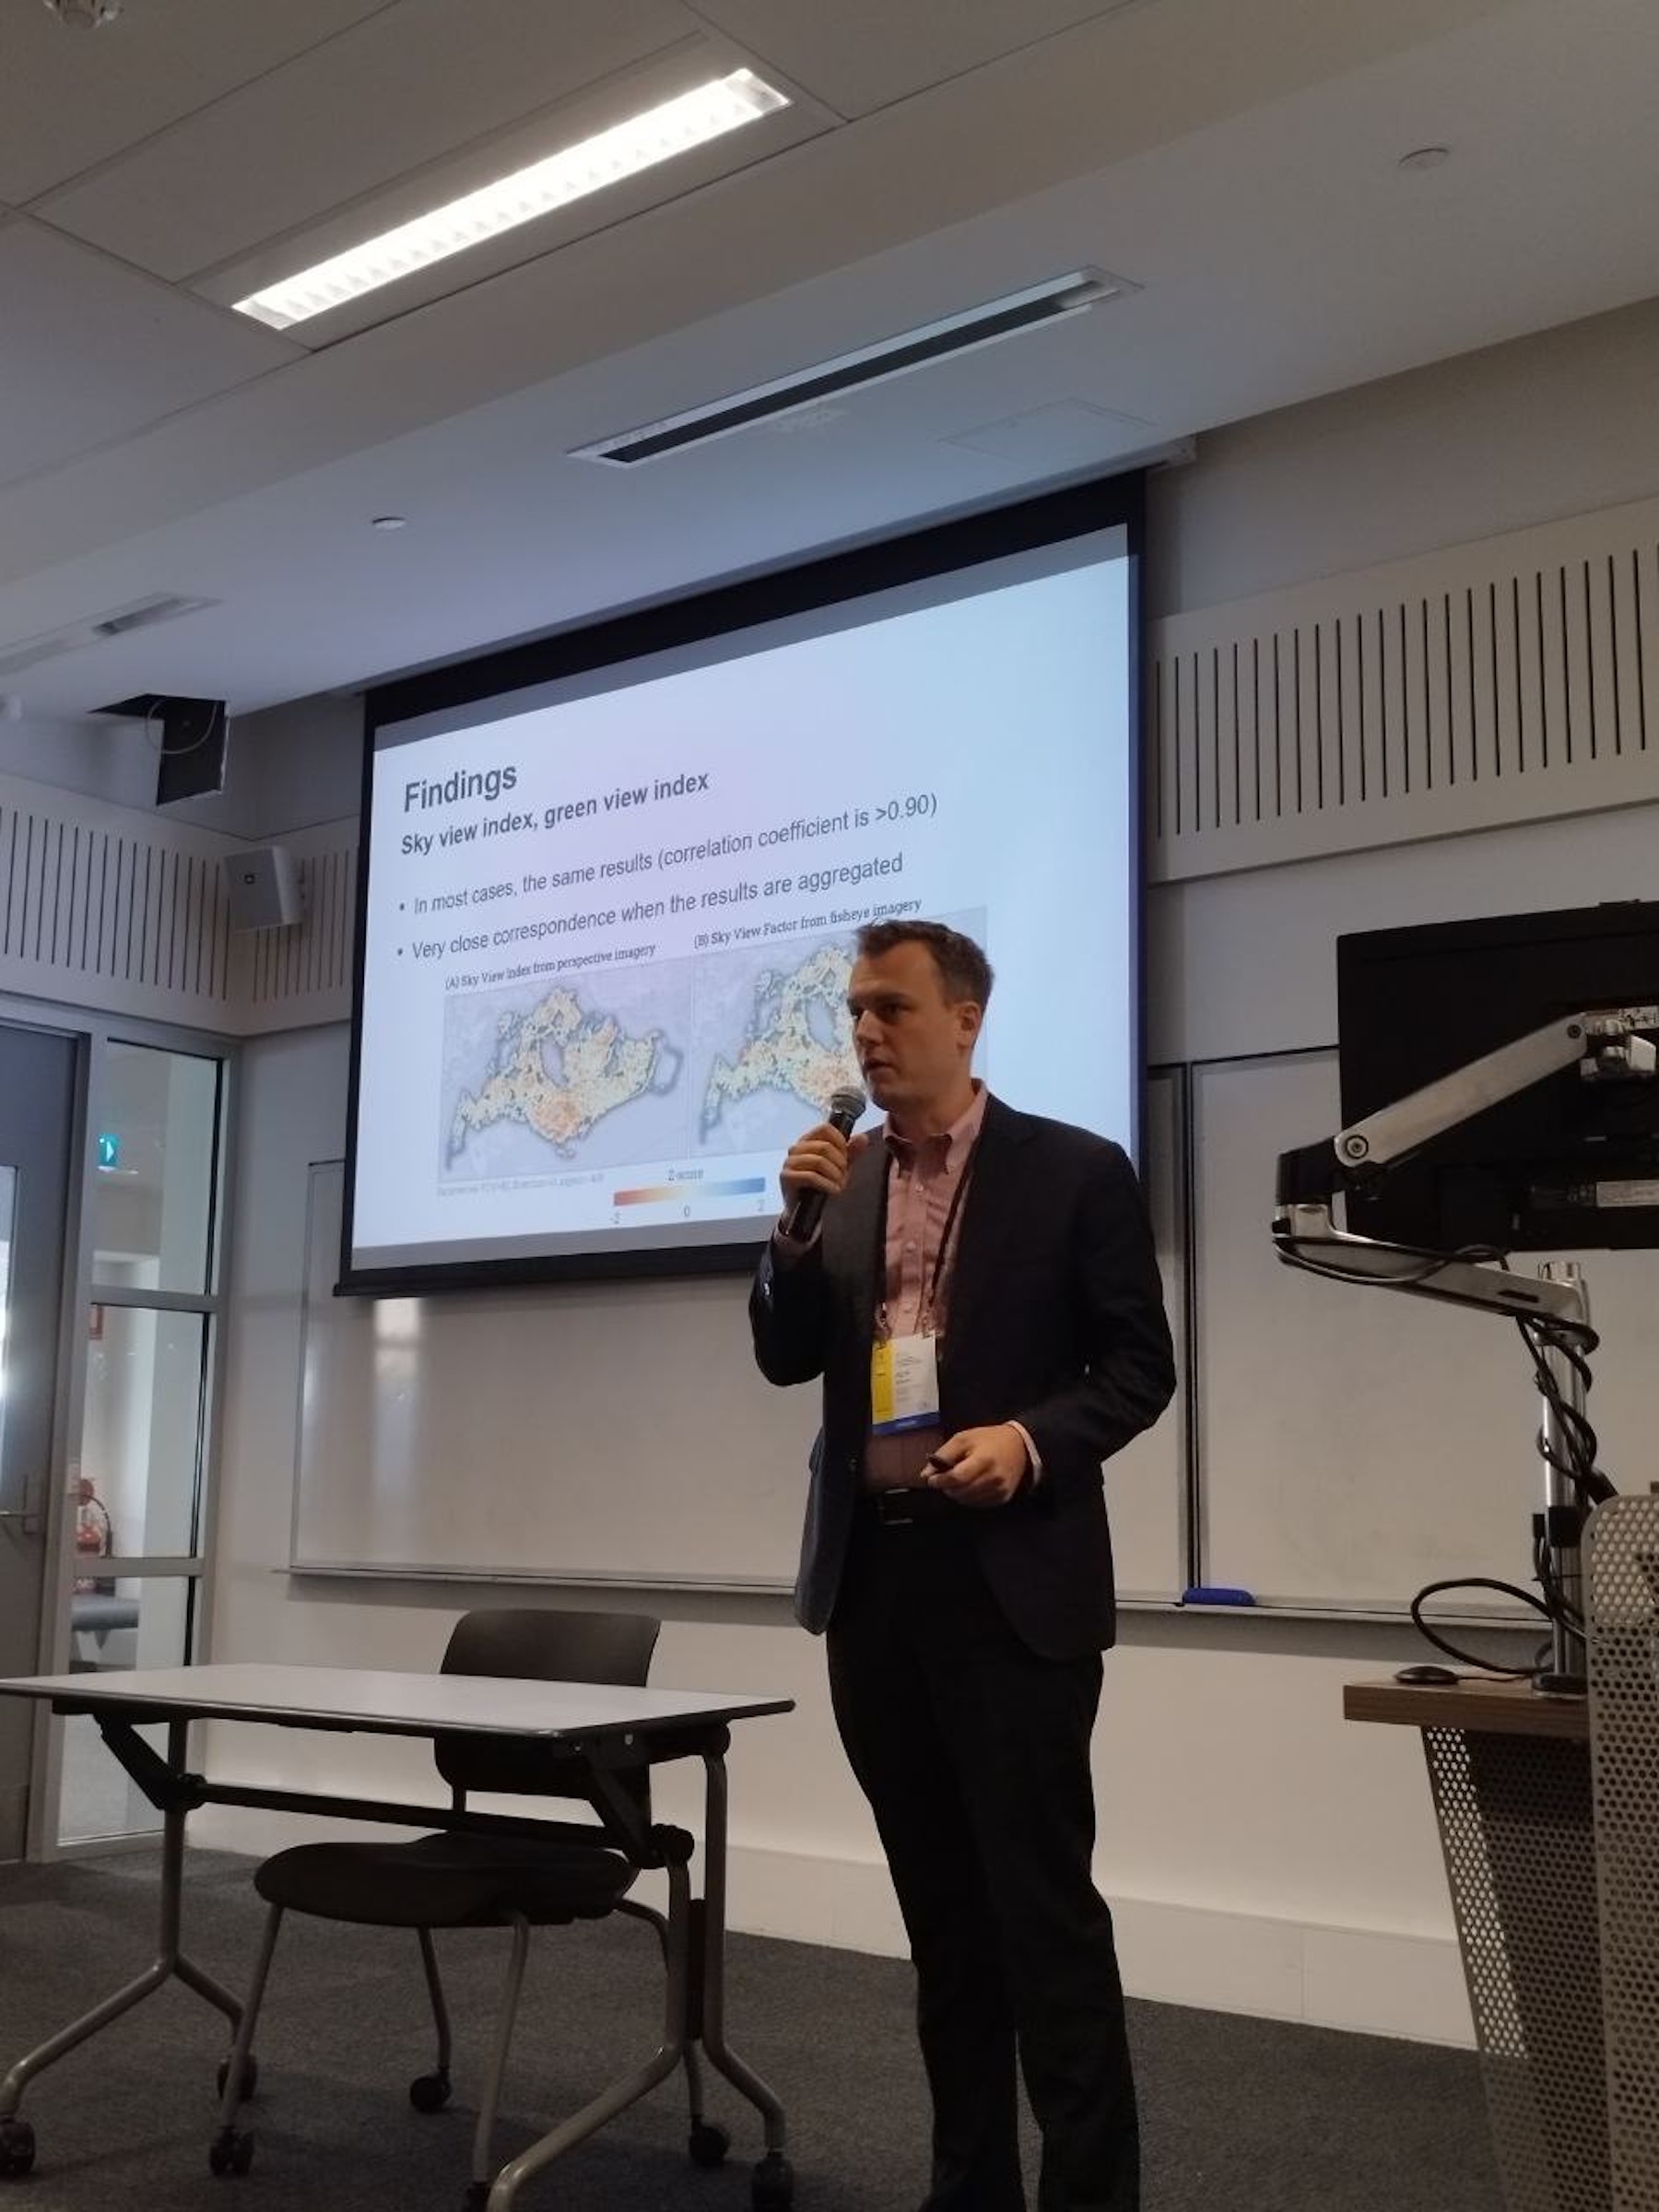 Findings
Sky view index, green view index
• In most cases, the same results (correlation coefficient is >0.90)
• Very close correspondence when the results are aggregated
(A) Sky View index from perspective imagery
(B) Sky View Factor from fisheye imagery
Z-score
-2 0 2